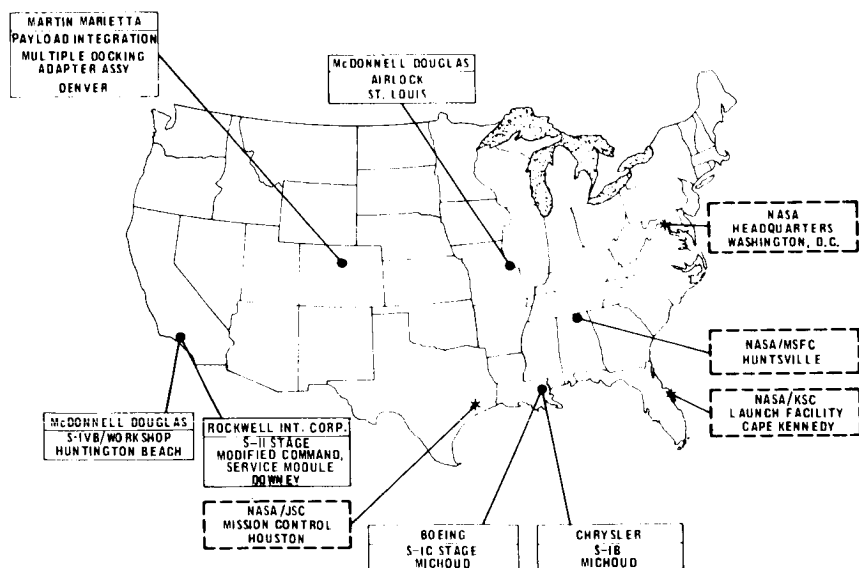 MARTIN MARIETTA
PAYLOAD INTEGRATION
MULTIPLE DOCKING
ADAPTER ASSY
DENVER
McDONNELL DOUGLAS
AIRLOCK
ST. LOUIS
NASA
HEADQUARTERS
WASHINGTON, D.C.
NASA/MSFC
HUNTSVILLE
NASA/KSC
LAUNCH FACILITY
CAPE KENNEDY
McDONNELL DOUGLAS
S-IVB/WORKSHOP
HUNTINGTON BEACH
ROCKWELL INT. CORP.
S-II STAGE
MODIFIED COMMAND,
SERVICE MODULE
DOWNEY
NASA/JSC
MISSION CONTROL
HOUSTON
BOEING
S-IC STAGE
MICHOUD
CHRYSLER
S-IB
MICHOUD